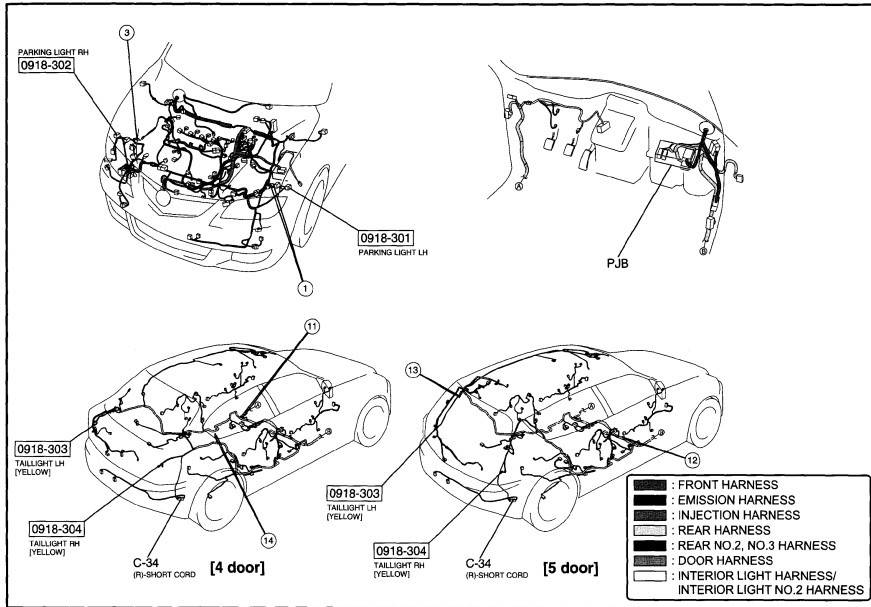 3
PARKING LIGHT RH
0918-302
0918-301
PARKING LIGHT LH
1
A
PJB
B
11
A
B
0918-303
TAILLIGHT LH
[YELLOW]
0918-304
TAILLIGHT RH
[YELLOW]
14
C-34
(R)-SHORT CORD
[4 door]
13
A
B
12
0918-303
TAILLIGHT LH
[YELLOW]
0918-304
TAILLIGHT RH
[YELLOW]
C-34
(R)-SHORT CORD
[5 door]
: FRONT HARNESS
: EMISSION HARNESS
: INJECTION HARNESS
: REAR HARNESS
: REAR NO.2, NO.3 HARNESS
: DOOR HARNESS
: INTERIOR LIGHT HARNESS/
INTERIOR LIGHT NO.2 HARNESS